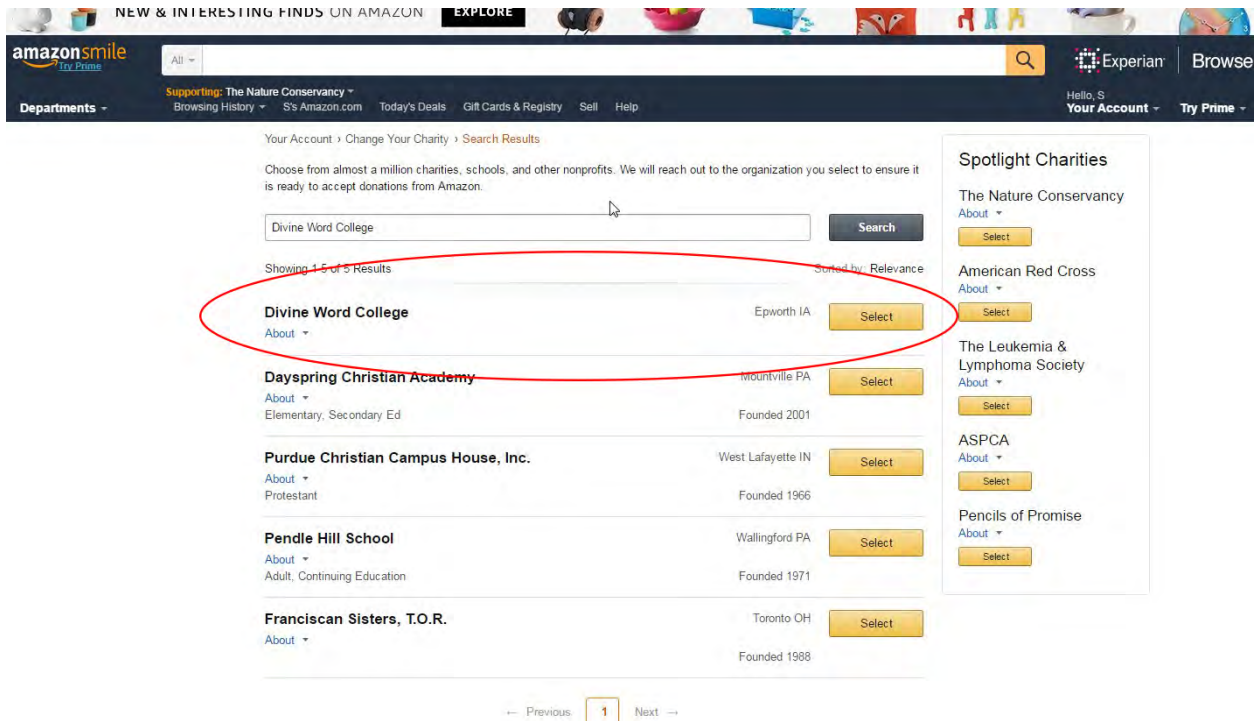 NEW & INTERESTING FINDS ON AMAZON EXPLORE
amazonsmile
Try Prime
All
Experian
Browse
Supporting: The Nature Conservancy
Departments
Browsing History S's Amazon.com Today's Deals Gift Cards & Registry Sell Help
Hello, S
Your Account
Try Prime
Your Account › Change Your Charity › Search Results
Choose from almost a million charities, schools, and other nonprofits. We will reach out to the organization you select to ensure it
is ready to accept donations from Amazon.
Divine Word College
Search
Showing 1-5 of 5 Results
Sorted by: Relevance
Divine Word College
Epworth IA
Select
About
Dayspring Christian Academy
Mountville PA
Select
About
Elementary, Secondary Ed
Founded 2001
Purdue Christian Campus House, Inc.
West Lafayette IN
Select
About
Protestant
Founded 1966
Pendle Hill School
Wallingford PA
Select
About
Adult, Continuing Education
Founded 1971
Franciscan Sisters, T.O.R.
Toronto OH
Select
About
Founded 1988
← Previous 1 Next →
Spotlight Charities
The Nature Conservancy
About
Select
American Red Cross
About
Select
The Leukemia &
Lymphoma Society
About
Select
ASPCA
About
Select
Pencils of Promise
About
Select